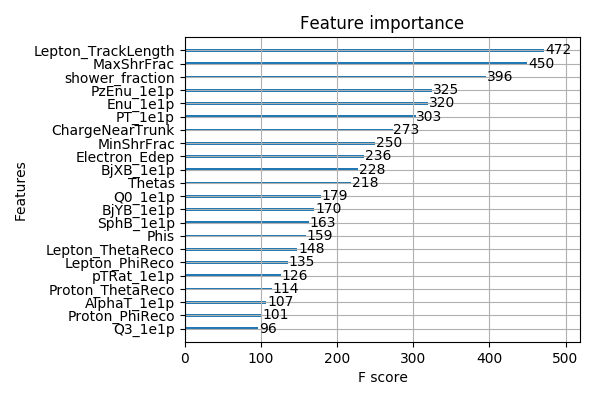 Feature importance
Lepton_TrackLength 472
MaxShrFrac 450
shower_fraction 396
PzEnu_1e1p 325
Enu_1e1p 320
PT_1e1p 303
ChargeNearTrunk 273
MinShrFrac 250
Electron_Edep 236
BjXB_1e1p 228
Thetas 218
Q0_1e1p 179
BjYB_1e1p 170
SphB_1e1p 163
Phis 159
Lepton_ThetaReco 148
Lepton_PhiReco 135
pTRat_1e1p 126
Proton_ThetaReco 114
AlphaT_1e1p 107
Proton_PhiReco 101
Q3_1e1p 96
0 100 200 300 400 500
F score
Features